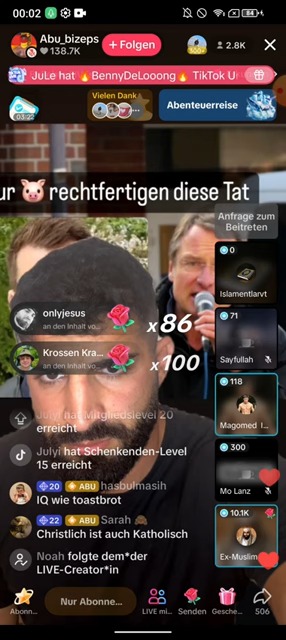 00:02
84
Abu_bizeps
138.7K
+ Folgen
300+
2.8K
JuLe hat 🔥BennyDeLooong🔥 TikTok U
03:22
Vielen Dank
Abenteuerreise
ur 🐷 rechtfertigen diese Tat
Anfrage zum
Beitreten
0
Islamentlarvt
onlyjesus
an den Inhalt vo...
x86
71
Sayfullah
Krossen Kra...
an den Inhalt vo...
x100
118
Magomed I...
Julyi hat Mitgliedslevel 20
erreicht
Julyi hat Schenkenden-Level
15 erreicht
300
Mo Lanz
20 ABU hasbulmasih
IQ wie toastbrot
22 ABU Sarah 🙈
Christlich ist auch Katholisch
10.1K
Ex-Muslim
Noah folgte dem*der
LIVE-Creator*in
Abonn...
Nur Abonne...
LIVE mi...
Senden
Gesche...
506